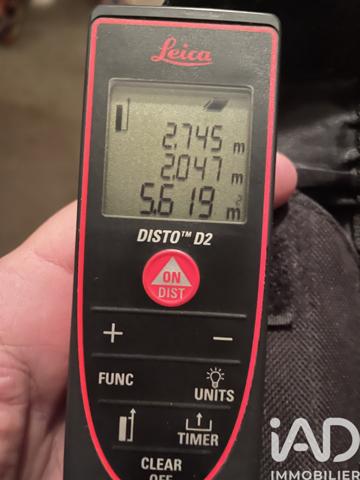 Leica
2.745 m
2.047 m
5.619 m²
DISTO™ D2
ON
DIST
+ −
FUNC
UNITS
TIMER
CLEAR
OFF
iAD
IMMOBILIER